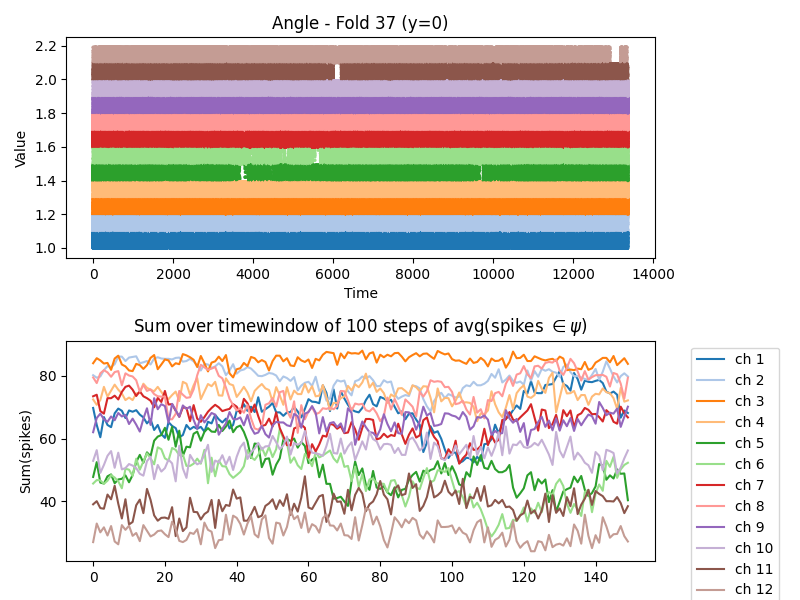 Angle - Fold 37 (y=0)
2.2
2.0
1.8
1.6
1.4
1.2
1.0
Value
0 2000 4000 6000 8000 10000 12000 14000
Time
Sum over timewindow of 100 steps of avg(spikes ∈ ψ)
80
60
40
Sum(spikes)
0 20 40 60 80 100 120 140
ch 1
ch 2
ch 3
ch 4
ch 5
ch 6
ch 7
ch 8
ch 9
ch 10
ch 11
ch 12